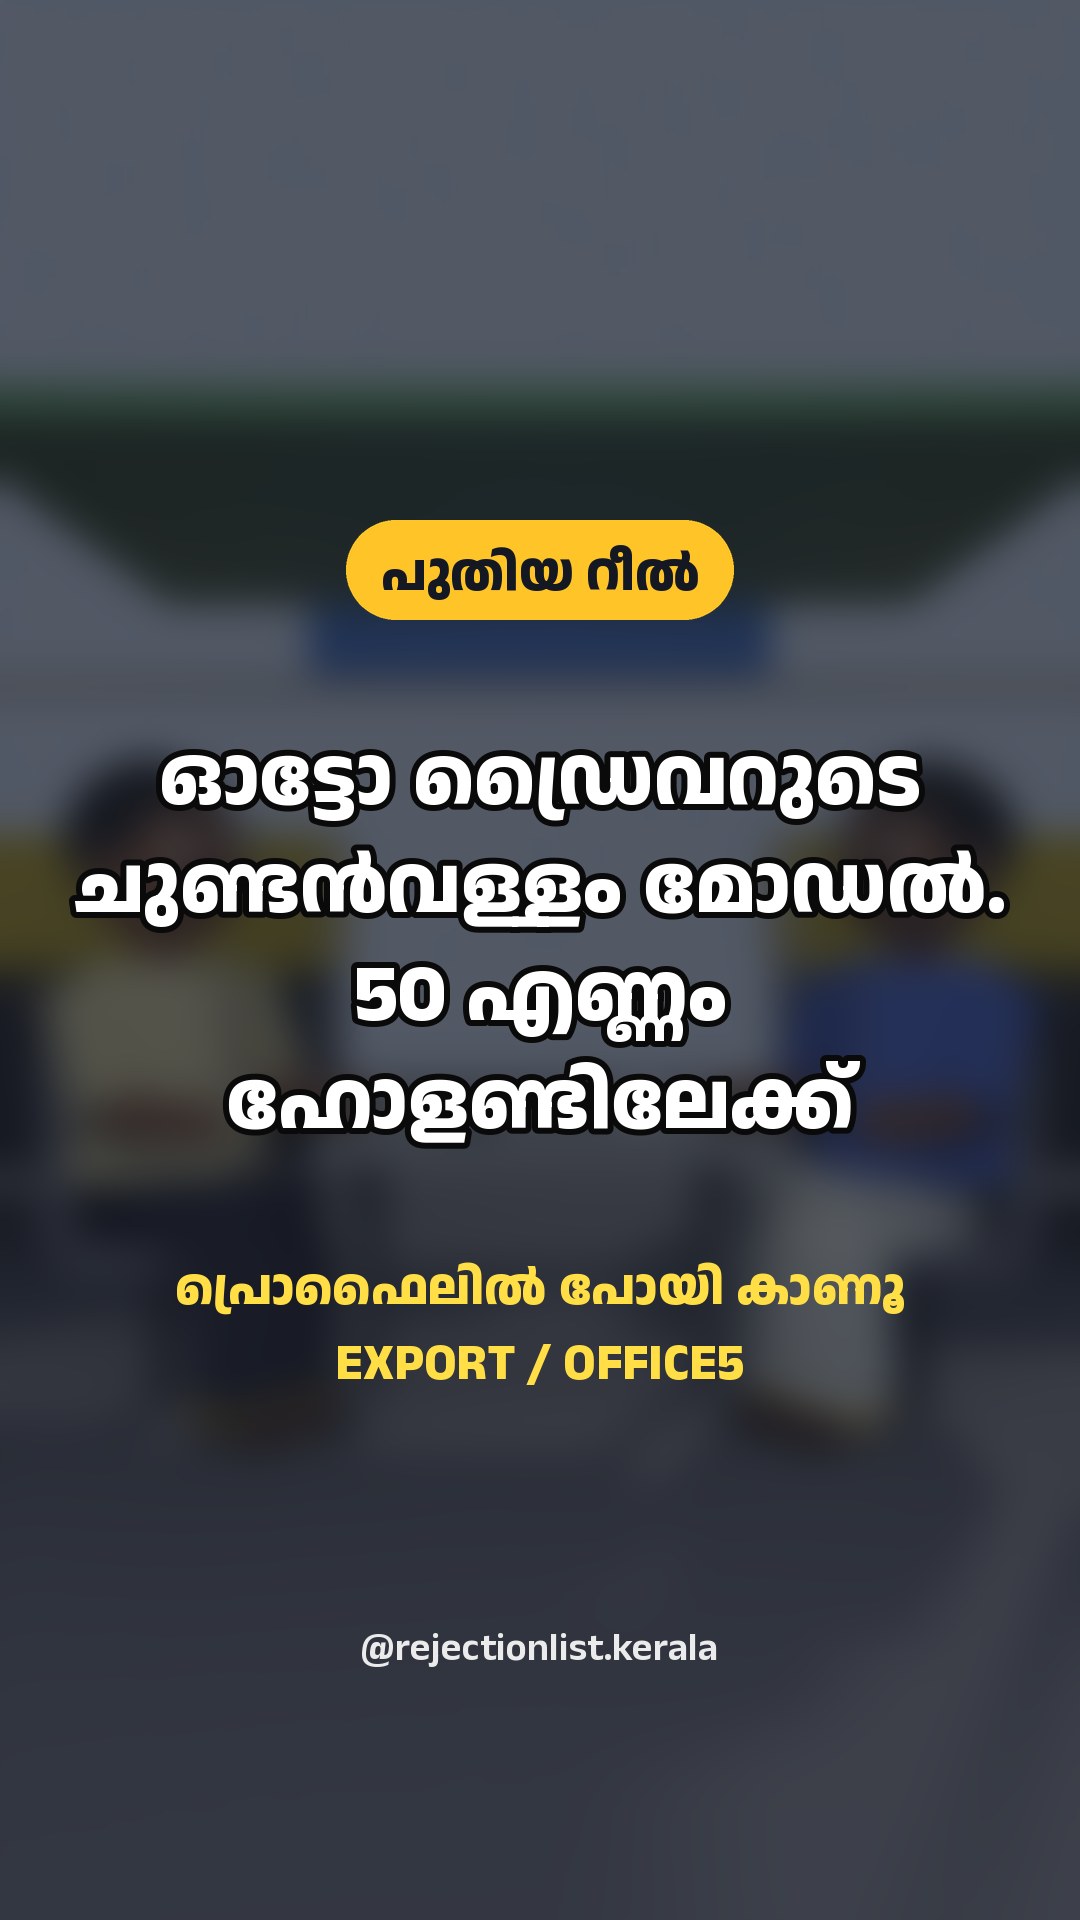 പുതിയ റീൽ
ഓട്ടോ ഡ്രൈവറുടെ
ചുണ്ടൻവള്ളം മോഡൽ.
50 എണ്ണം
ഹോളണ്ടിലേക്ക്
പ്രൊഫൈലിൽ പോയി കാണൂ
EXPORT / OFFICE5
@rejectionlist.kerala